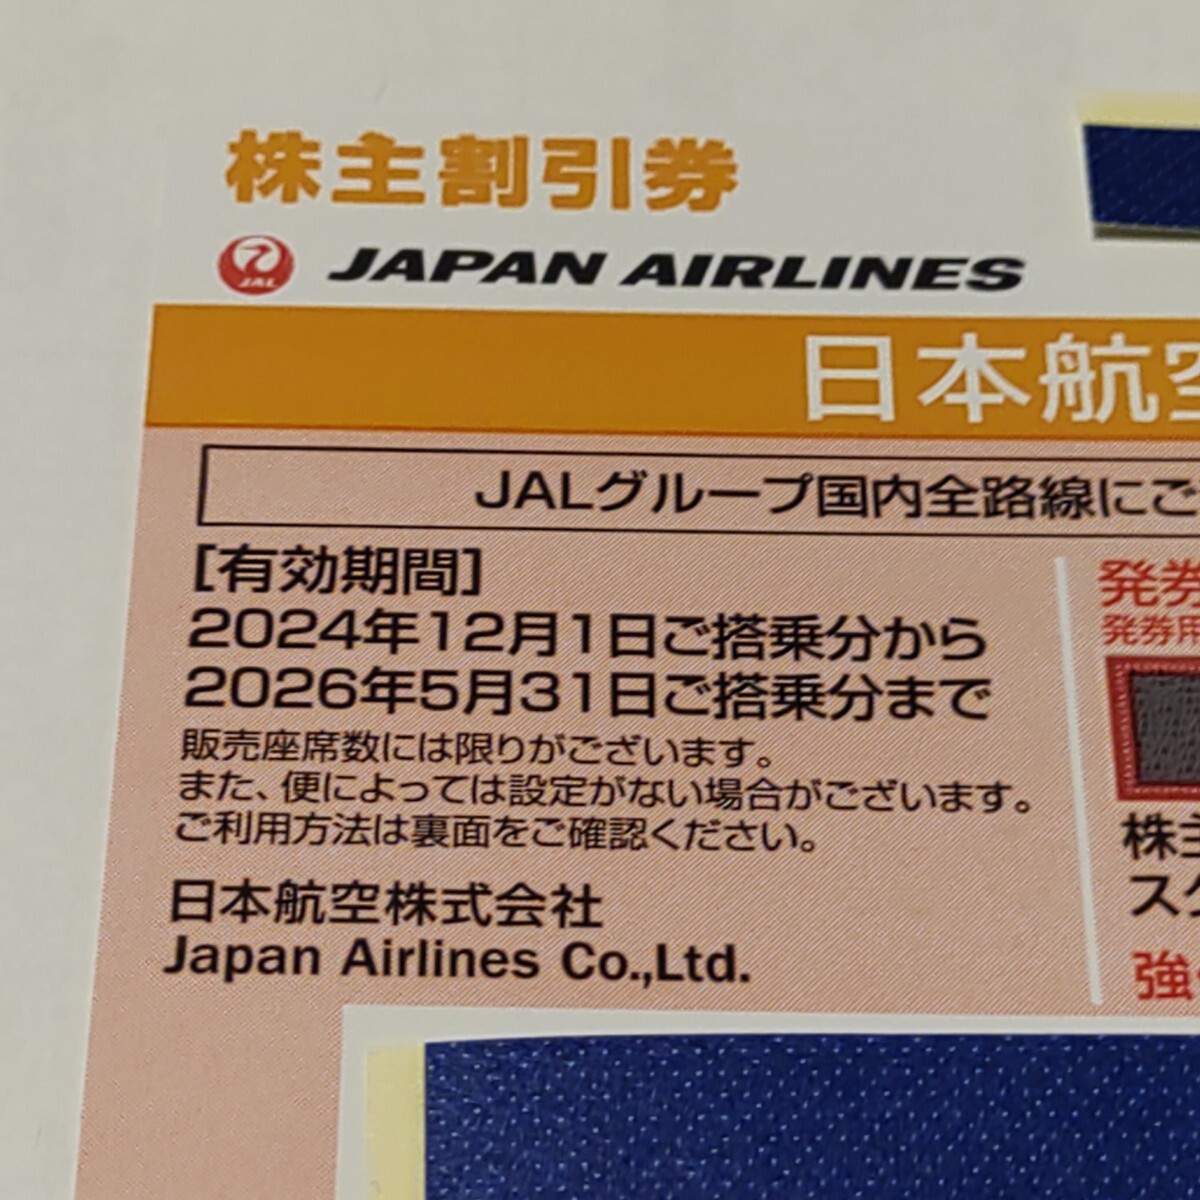 株主割引券
JAL JAPAN AIRLINES
日本航空
JALグループ国内全路線にご
[有効期間]
2024年12月1日ご搭乗分から
2026年5月31日ご搭乗分まで
販売座席数には限りがございます。
また、便によっては設定がない場合がございます。
ご利用方法は裏面をご確認ください。
日本航空株式会社
Japan Airlines Co.,Ltd.
発券
発券用
株主
スク
強